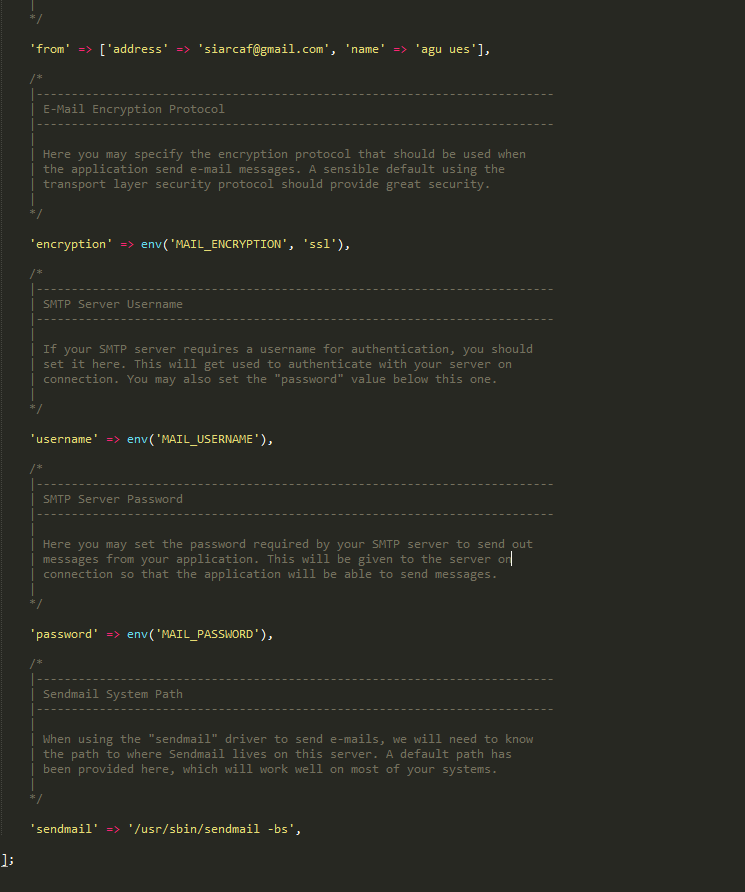 |
*/
'from' => ['address' => 'siarcaf@gmail.com', 'name' => 'agu ues'],
/*
|--------------------------------------------------------------------------
| E-Mail Encryption Protocol
|--------------------------------------------------------------------------
|
| Here you may specify the encryption protocol that should be used when
| the application send e-mail messages. A sensible default using the
| transport layer security protocol should provide great security.
|
*/
'encryption' => env('MAIL_ENCRYPTION', 'ssl'),
/*
|--------------------------------------------------------------------------
| SMTP Server Username
|--------------------------------------------------------------------------
|
| If your SMTP server requires a username for authentication, you should
| set it here. This will get used to authenticate with your server on
| connection. You may also set the "password" value below this one.
|
*/
'username' => env('MAIL_USERNAME'),
/*
|--------------------------------------------------------------------------
| SMTP Server Password
|--------------------------------------------------------------------------
|
| Here you may set the password required by your SMTP server to send out
| messages from your application. This will be given to the server on
| connection so that the application will be able to send messages.
|
*/
'password' => env('MAIL_PASSWORD'),
/*
|--------------------------------------------------------------------------
| Sendmail System Path
|--------------------------------------------------------------------------
|
| When using the "sendmail" driver to send e-mails, we will need to know
| the path to where Sendmail lives on this server. A default path has
| been provided here, which will work well on most of your systems.
|
*/
'sendmail' => '/usr/sbin/sendmail -bs',
];